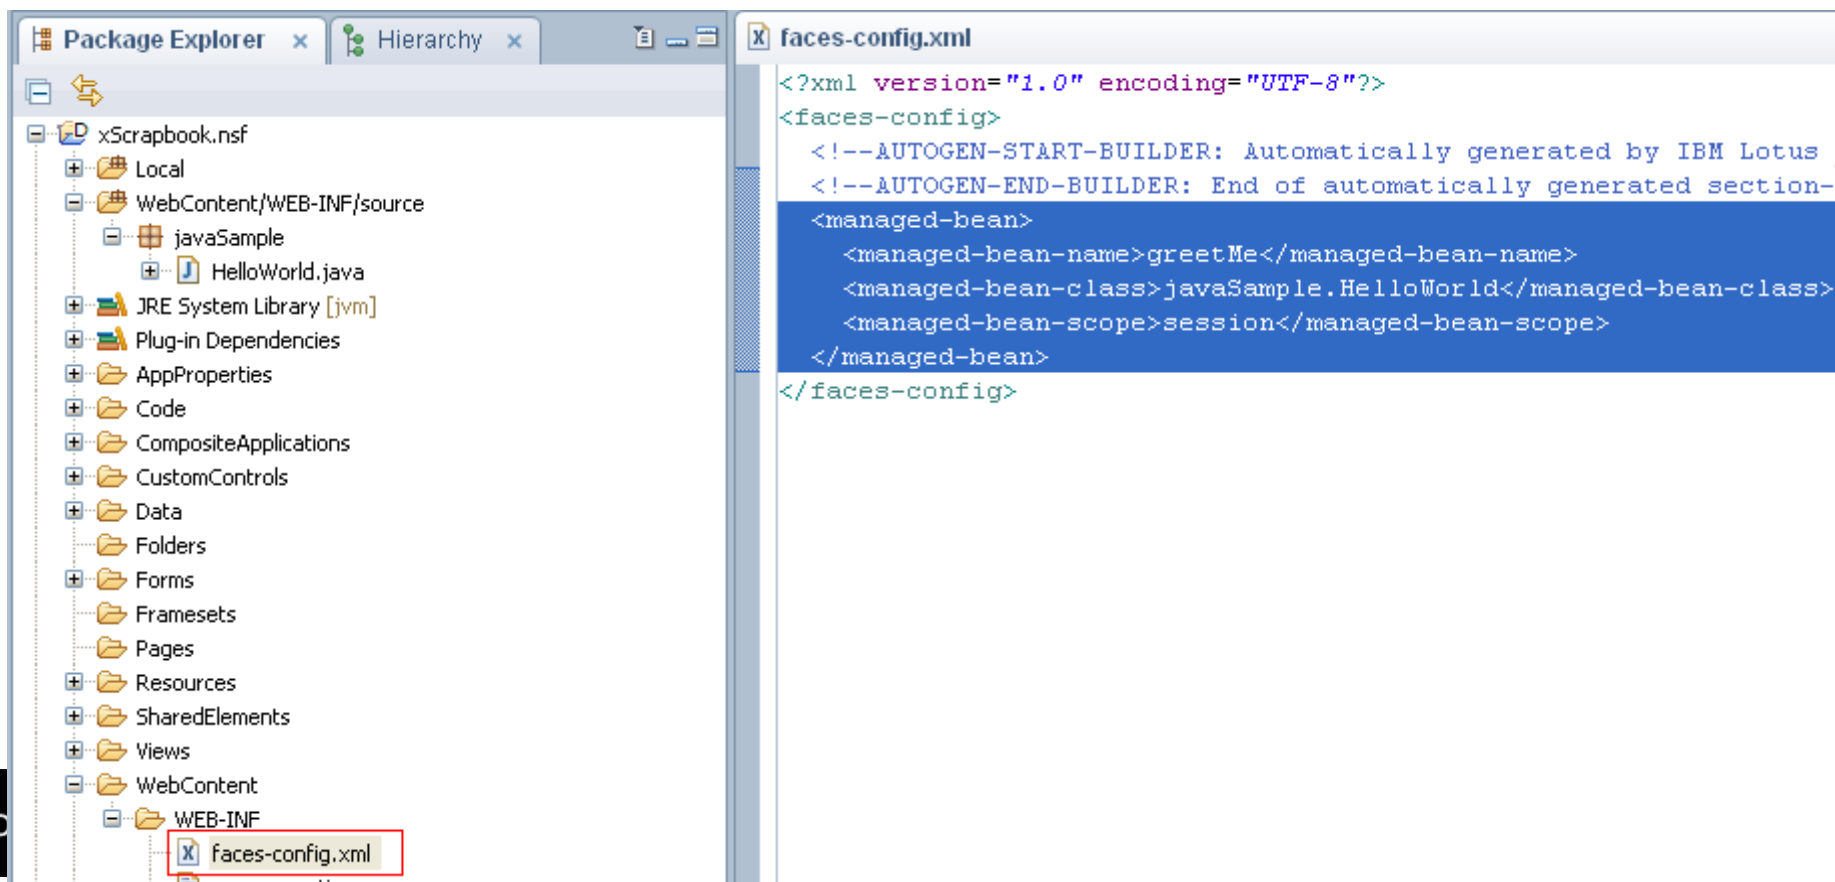 Package Explorer
Hierarchy
xScrapbook.nsf
Local
WebContent/WEB-INF/source
javaSample
HelloWorld.java
JRE System Library [jvm]
Plug-in Dependencies
AppProperties
Code
CompositeApplications
CustomControls
Data
Folders
Forms
Framesets
Pages
Resources
SharedElements
Views
WebContent
WEB-INF
faces-config.xml
faces-config.xml
<?xml version="1.0" encoding="UTF-8"?>
<faces-config>
<!--AUTOGEN-START-BUILDER: Automatically generated by IBM Lotus
<!--AUTOGEN-END-BUILDER: End of automatically generated section-
<managed-bean>
<managed-bean-name>greetMe</managed-bean-name>
<managed-bean-class>javaSample.HelloWorld</managed-bean-class>
<managed-bean-scope>session</managed-bean-scope>
</managed-bean>
</faces-config>